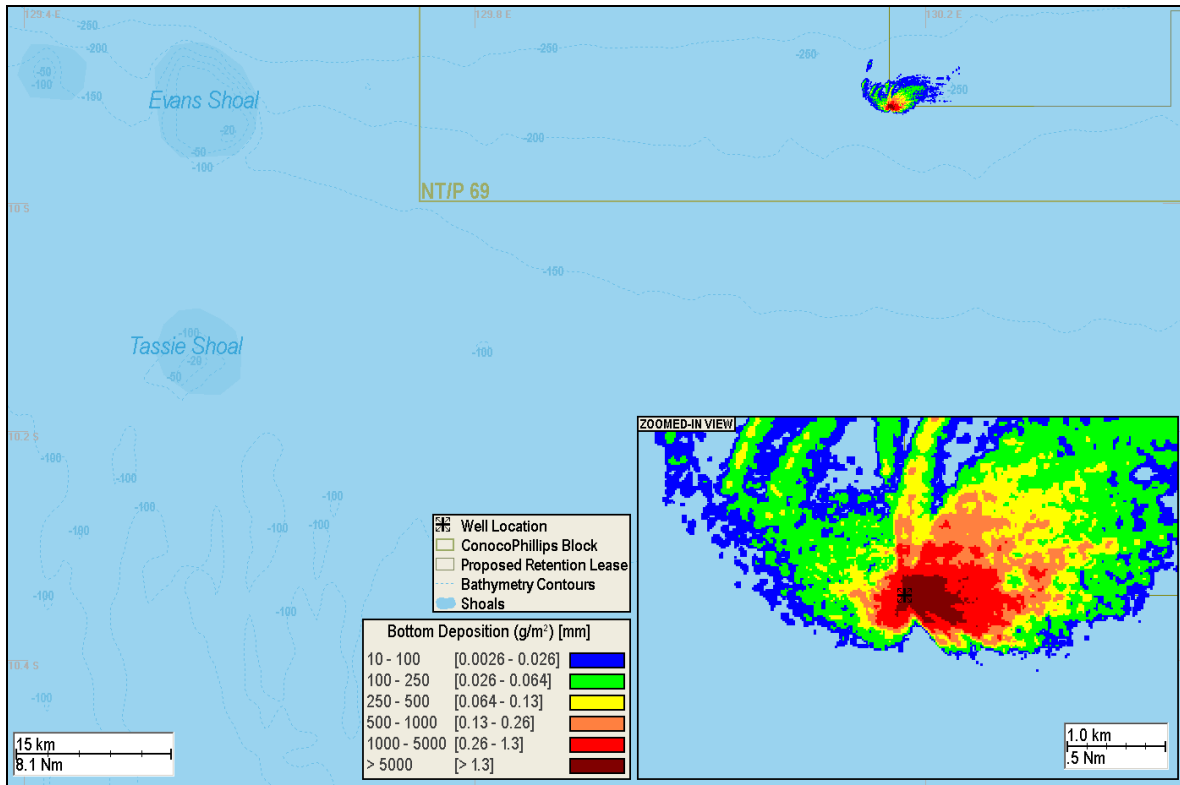 129.4 E
129.8 E
130.2 E
-250
-200
-250
-250
-50
-100
-150
Evans Shoal
-250
-20
-200
-50
-100
NT/P 69
10 S
-150
-100
Tassie Shoal
-20
-100
-50
10.2 S
-100
-100
-100
-100
-100
-100
-100
-100
10.4 S
-100
ZOOMED-IN VIEW
Well Location
ConocoPhillips Block
Proposed Retention Lease
Bathymetry Contours
Shoals
Bottom Deposition (g/m²) [mm]
10 - 100 [0.0026 - 0.026]
100 - 250 [0.026 - 0.064]
250 - 500 [0.064 - 0.13]
500 - 1000 [0.13 - 0.26]
1000 - 5000 [0.26 - 1.3]
> 5000 [> 1.3]
15 km
8.1 Nm
1.0 km
.5 Nm